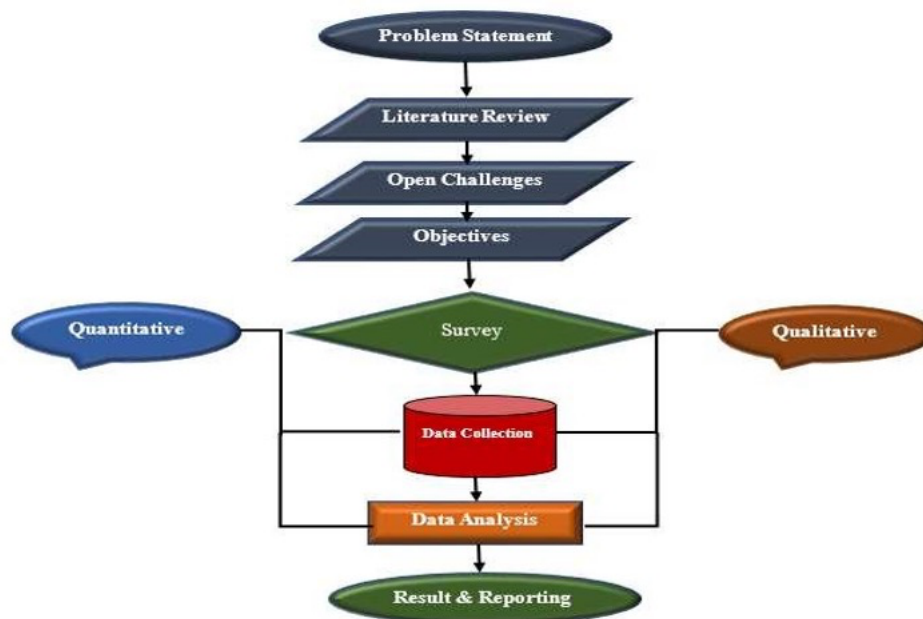 Problem Statement
Literature Review
Open Challenges
Objectives
Quantitative
Survey
Qualitative
Data Collection
Data Analysis
Result & Reporting